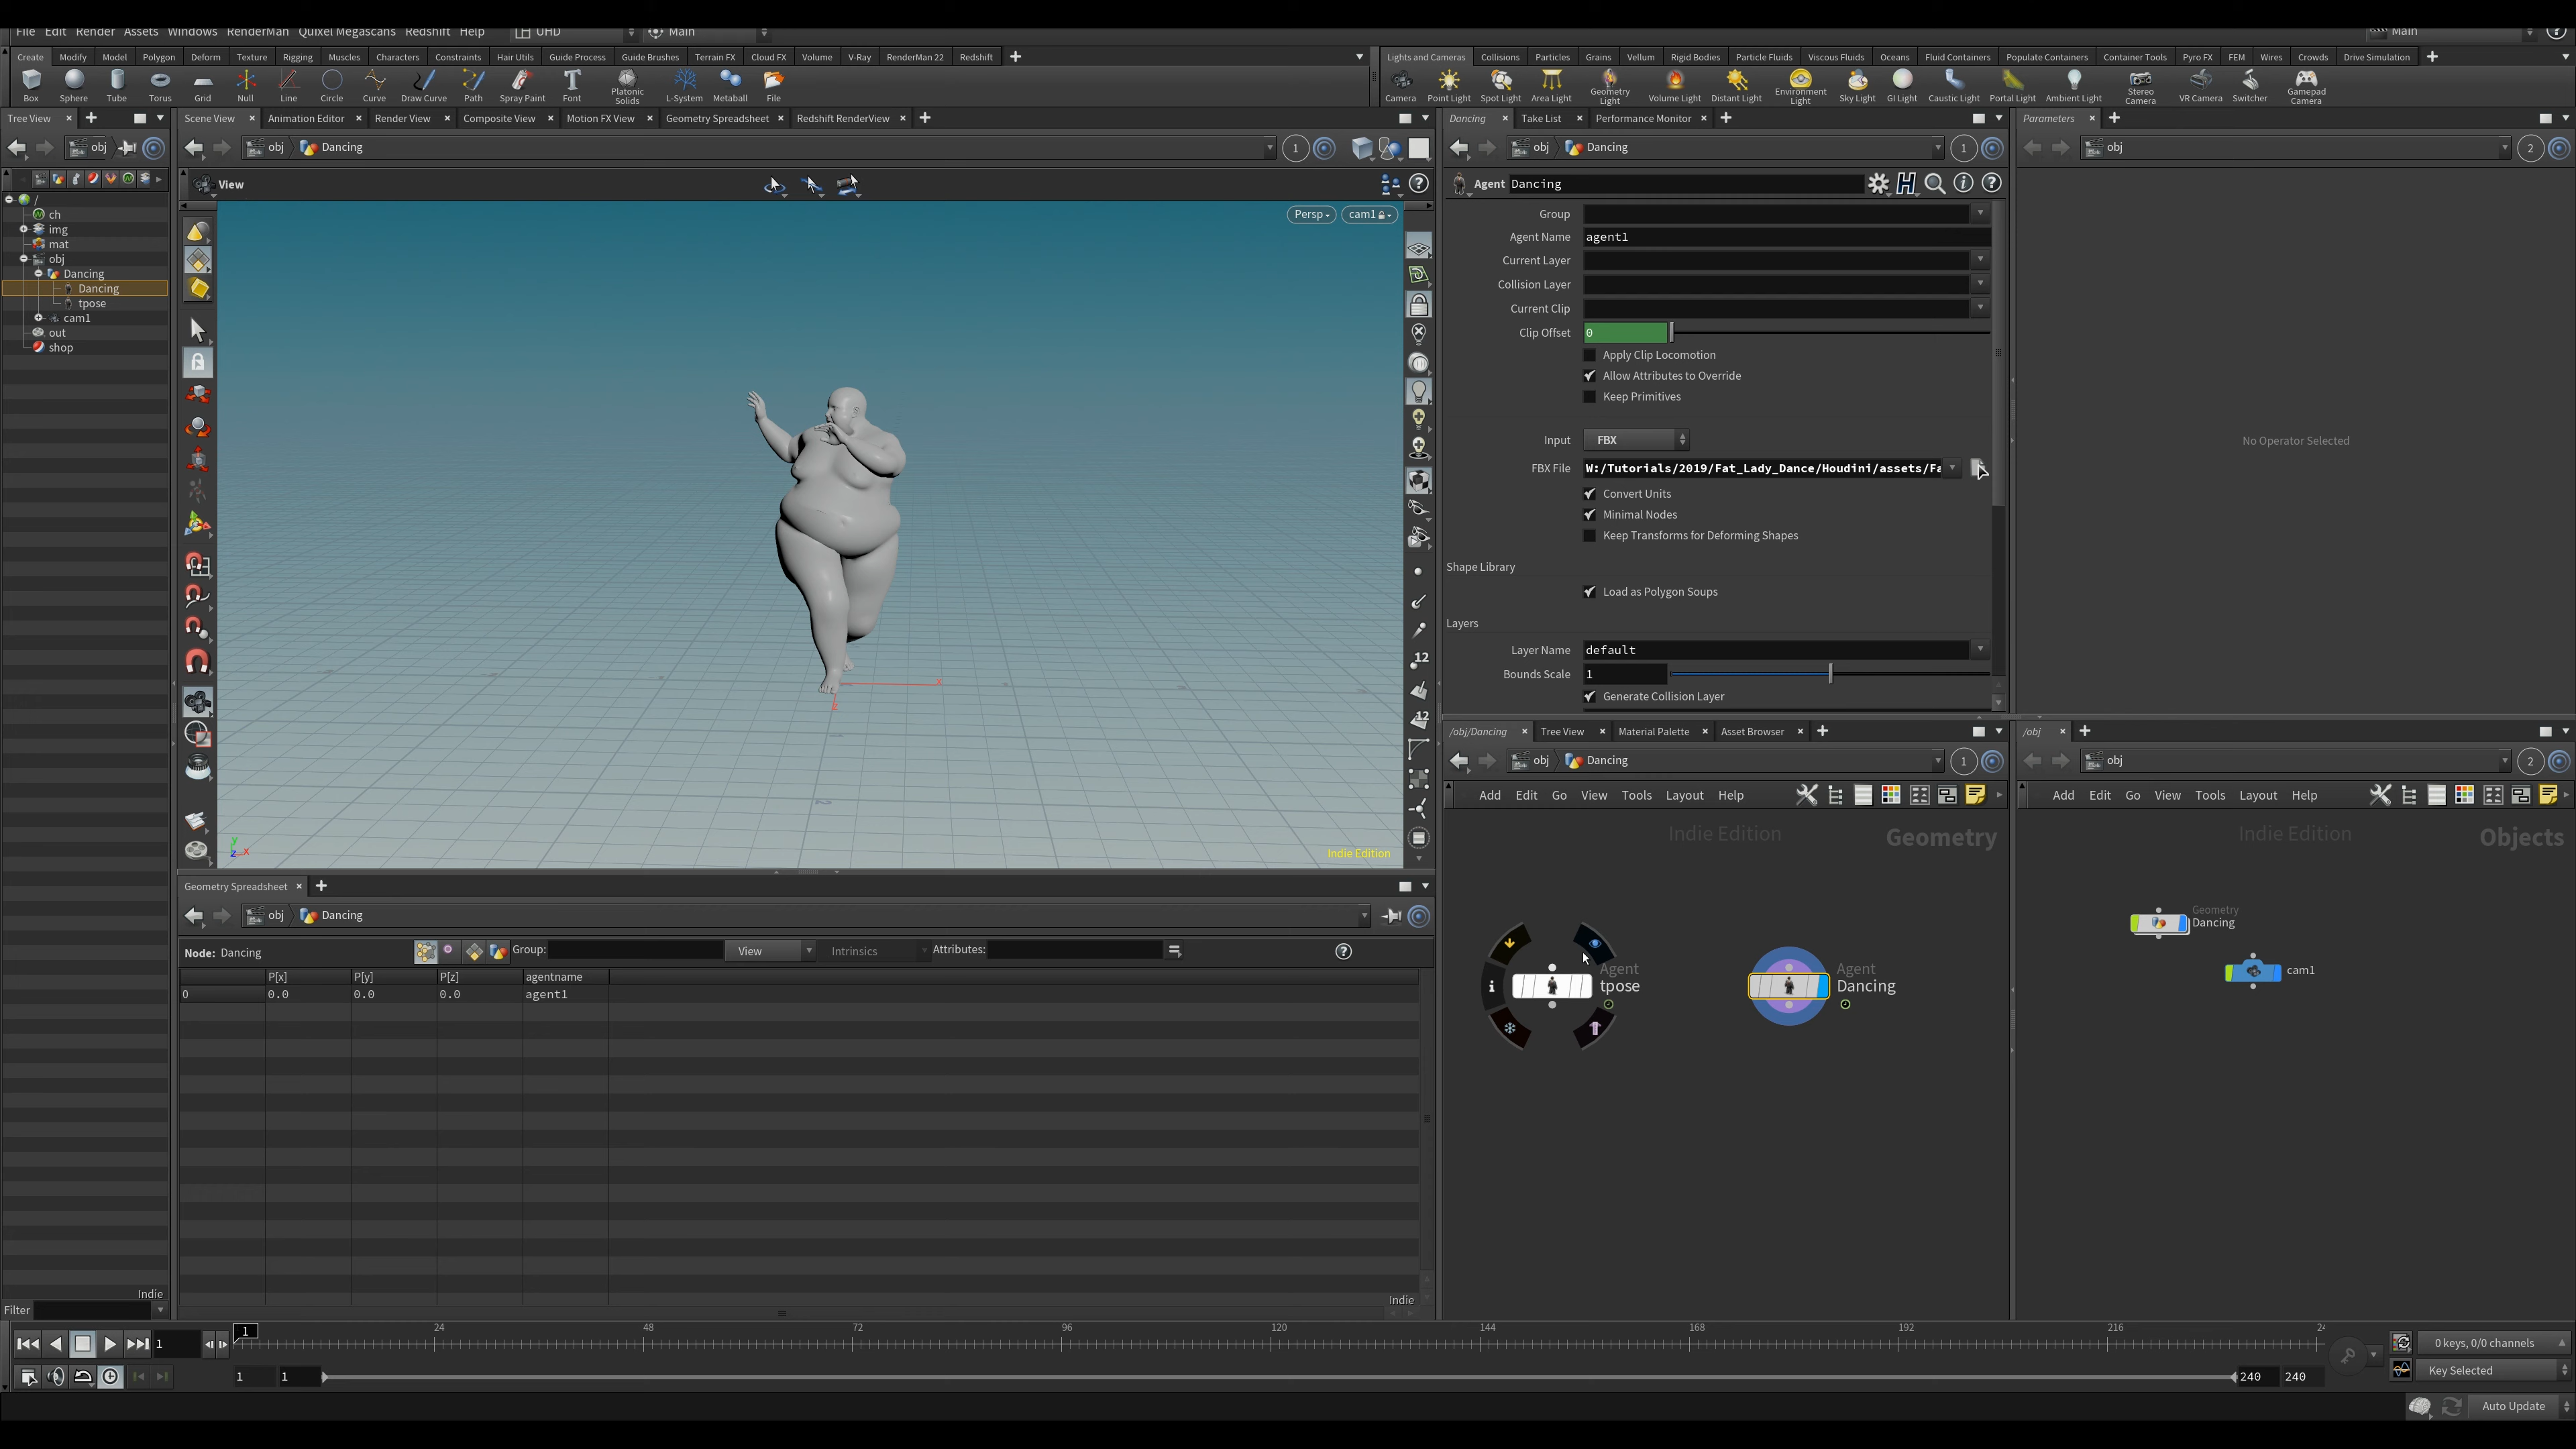 File Edit Render Assets Windows RenderMan Quixel Megascans Redshift Help UHD Main Main
Create Modify Model Polygon Deform Texture Rigging Muscles Characters Constraints Hair Utils Guide Process Guide Brushes Terrain FX Cloud FX Volume V-Ray RenderMan 22 Redshift
Lights and Cameras Collisions Particles Grains Vellum Rigid Bodies Particle Fluids Viscous Fluids Oceans Fluid Containers Populate Containers Container Tools Pyro FX FEM Wires Crowds Drive Simulation
Box Sphere Tube Torus Grid Null Line Circle Curve Draw Curve Path Spray Paint Font Platonic Solids L-System Metaball File
Camera Point Light Spot Light Area Light Geometry Light Volume Light Distant Light Environment Light Sky Light GI Light Caustic Light Portal Light Ambient Light Stereo Camera VR Camera Switcher Gamepad Camera
Tree View
Scene View Animation Editor Render View Composite View Motion FX View Geometry Spreadsheet Redshift RenderView
Dancing Take List Performance Monitor
Parameters
obj
obj Dancing 1
obj Dancing 1
obj 2
View
Persp cam1
/
ch
img
mat
obj
Dancing
Dancing
tpose
cam1
out
shop
Agent Dancing
Group
Agent Name agent1
Current Layer
Collision Layer
Current Clip
Clip Offset 0
Apply Clip Locomotion
Allow Attributes to Override
Keep Primitives
Input FBX
FBX File W:/Tutorials/2019/Fat_Lady_Dance/Houdini/assets/Fa
Convert Units
Minimal Nodes
Keep Transforms for Deforming Shapes
Shape Library
Load as Polygon Soups
Layers
Layer Name default
Bounds Scale 1
Generate Collision Layer
No Operator Selected
12
12
x
z
y
z x
Indie Edition
/obj/Dancing Tree View Material Palette Asset Browser
obj Dancing 1
Add Edit Go View Tools Layout Help
Indie Edition Geometry
Agent
tpose
Agent
Dancing
/obj
obj 2
Add Edit Go View Tools Layout Help
Indie Edition Objects
Geometry
Dancing
cam1
Geometry Spreadsheet
obj Dancing
Node: Dancing Group: View Intrinsics Attributes:
P[x] P[y] P[z] agentname
0 0.0 0.0 0.0 agent1
Indie
Indie
Filter
1 1 24 48 72 96 120 144 168 192 216 24
0 keys, 0/0 channels
1 1 240 240
Key Selected
Auto Update